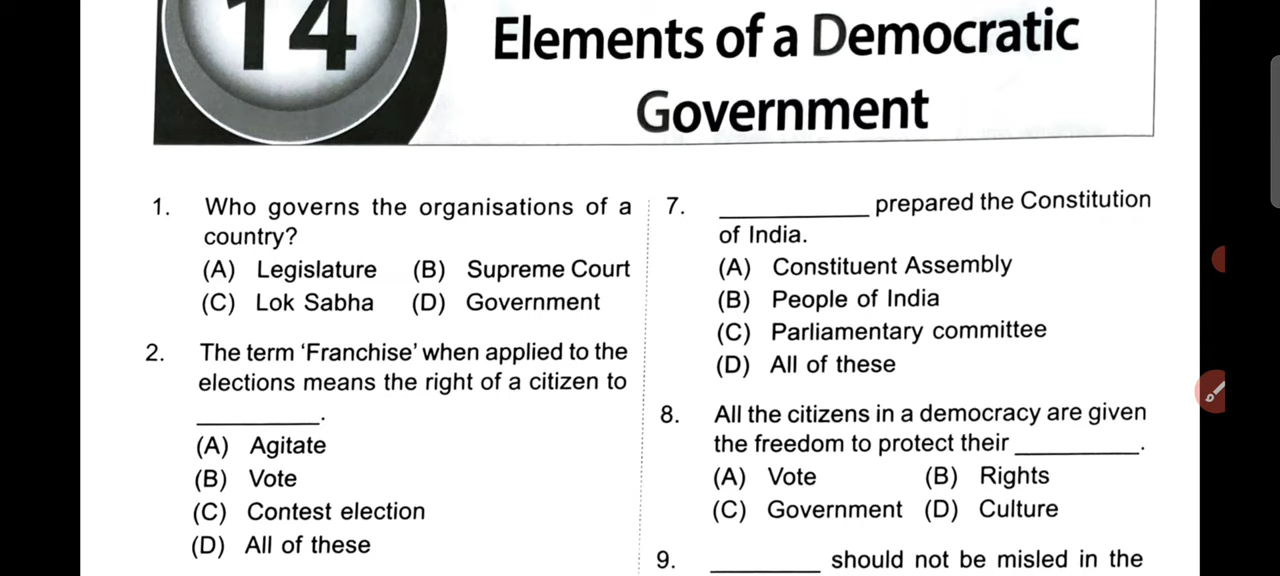 14
Elements of a Democratic
Government
1. Who governs the organisations of a
country?
(A) Legislature (B) Supreme Court
(C) Lok Sabha (D) Government
2. The term ‘Franchise’ when applied to the
elections means the right of a citizen to
____________.
(A) Agitate
(B) Vote
(C) Contest election
(D) All of these
7. ____________ prepared the Constitution
of India.
(A) Constituent Assembly
(B) People of India
(C) Parliamentary committee
(D) All of these
8. All the citizens in a democracy are given
the freedom to protect their ____________.
(A) Vote (B) Rights
(C) Government (D) Culture
9. __________ should not be misled in the